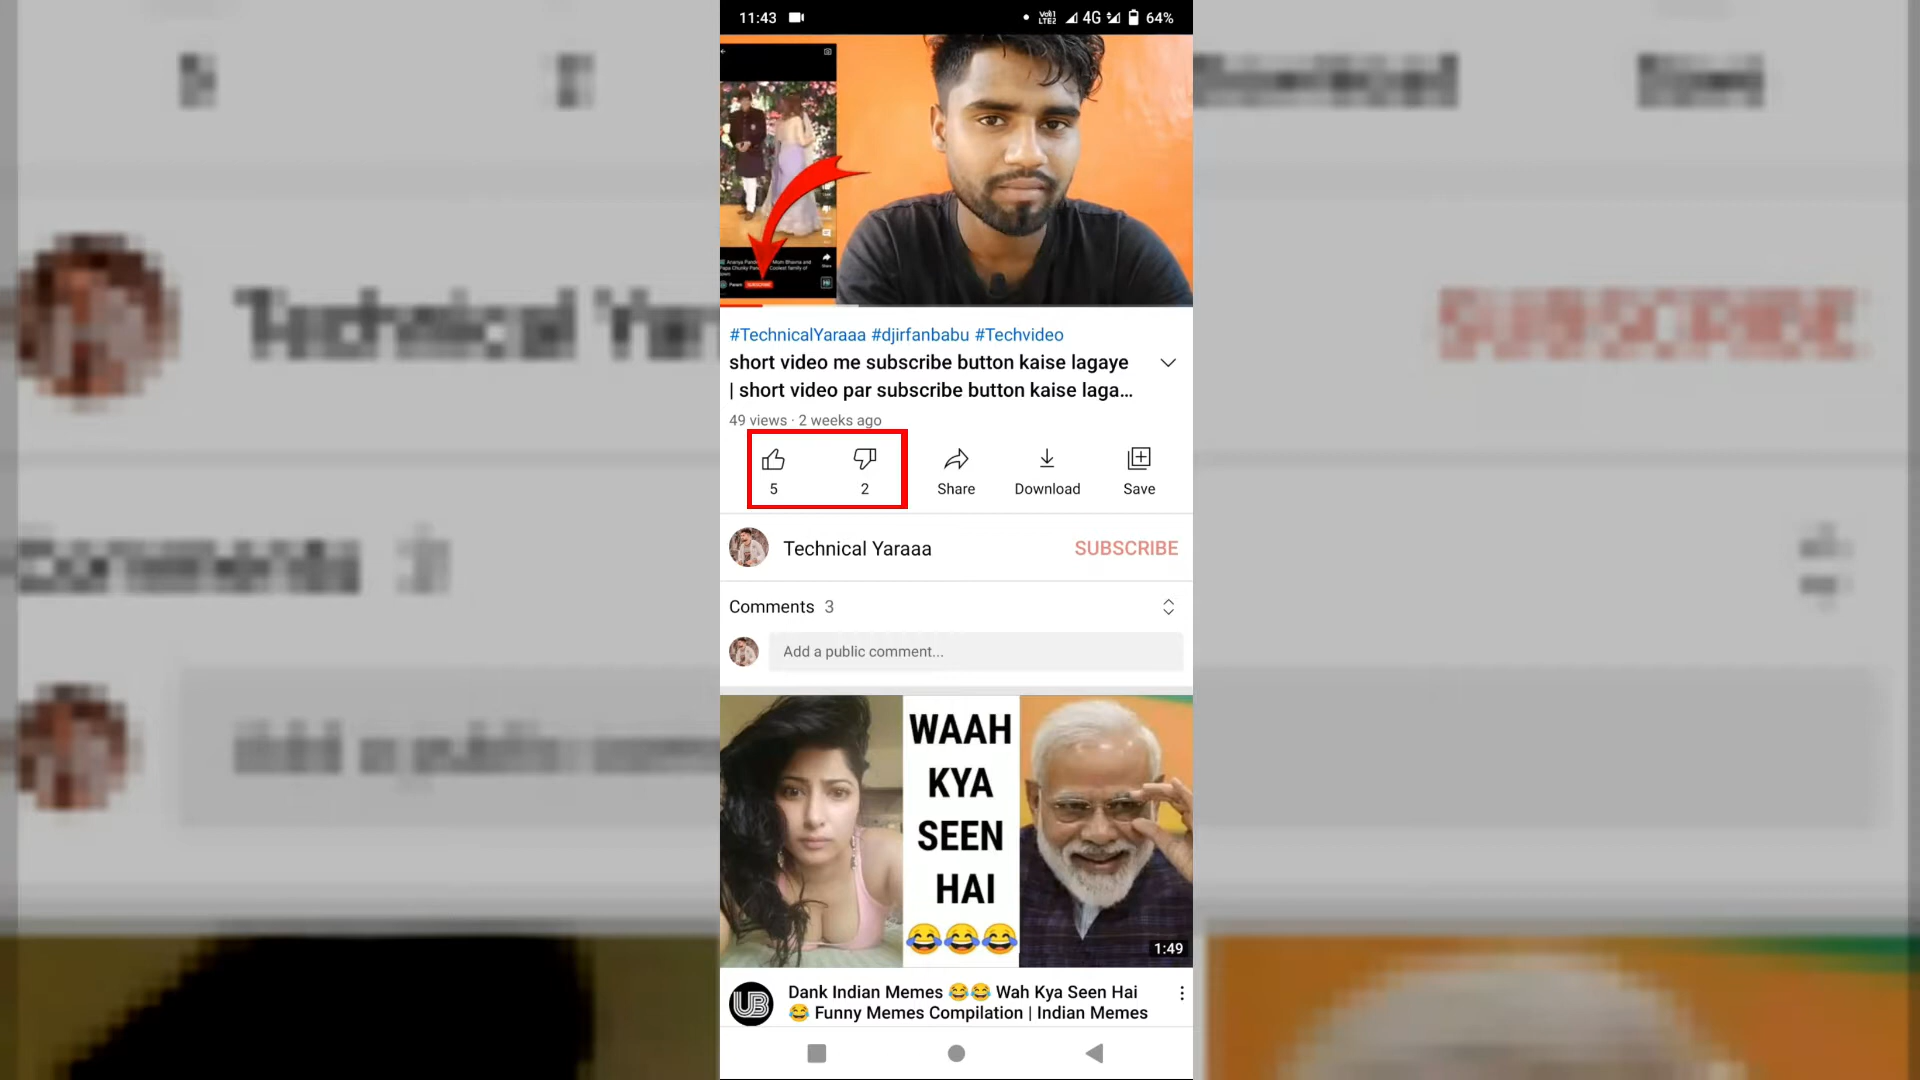 11:43
4G
64%
SUBSCRIBE
#TechnicalYaraaa #djirfanbabu #Techvideo
short video me subscribe button kaise lagaye
| short video par subscribe button kaise laga...
49 views · 2 weeks ago
5
2
Share
Download
Save
Technical Yaraaa
SUBSCRIBE
Comments 3
Add a public comment...
WAAH
KYA
SEEN
HAI
😂😂😂
1:49
UB
Dank Indian Memes 😂😂 Wah Kya Seen Hai
😂 Funny Memes Compilation | Indian Memes